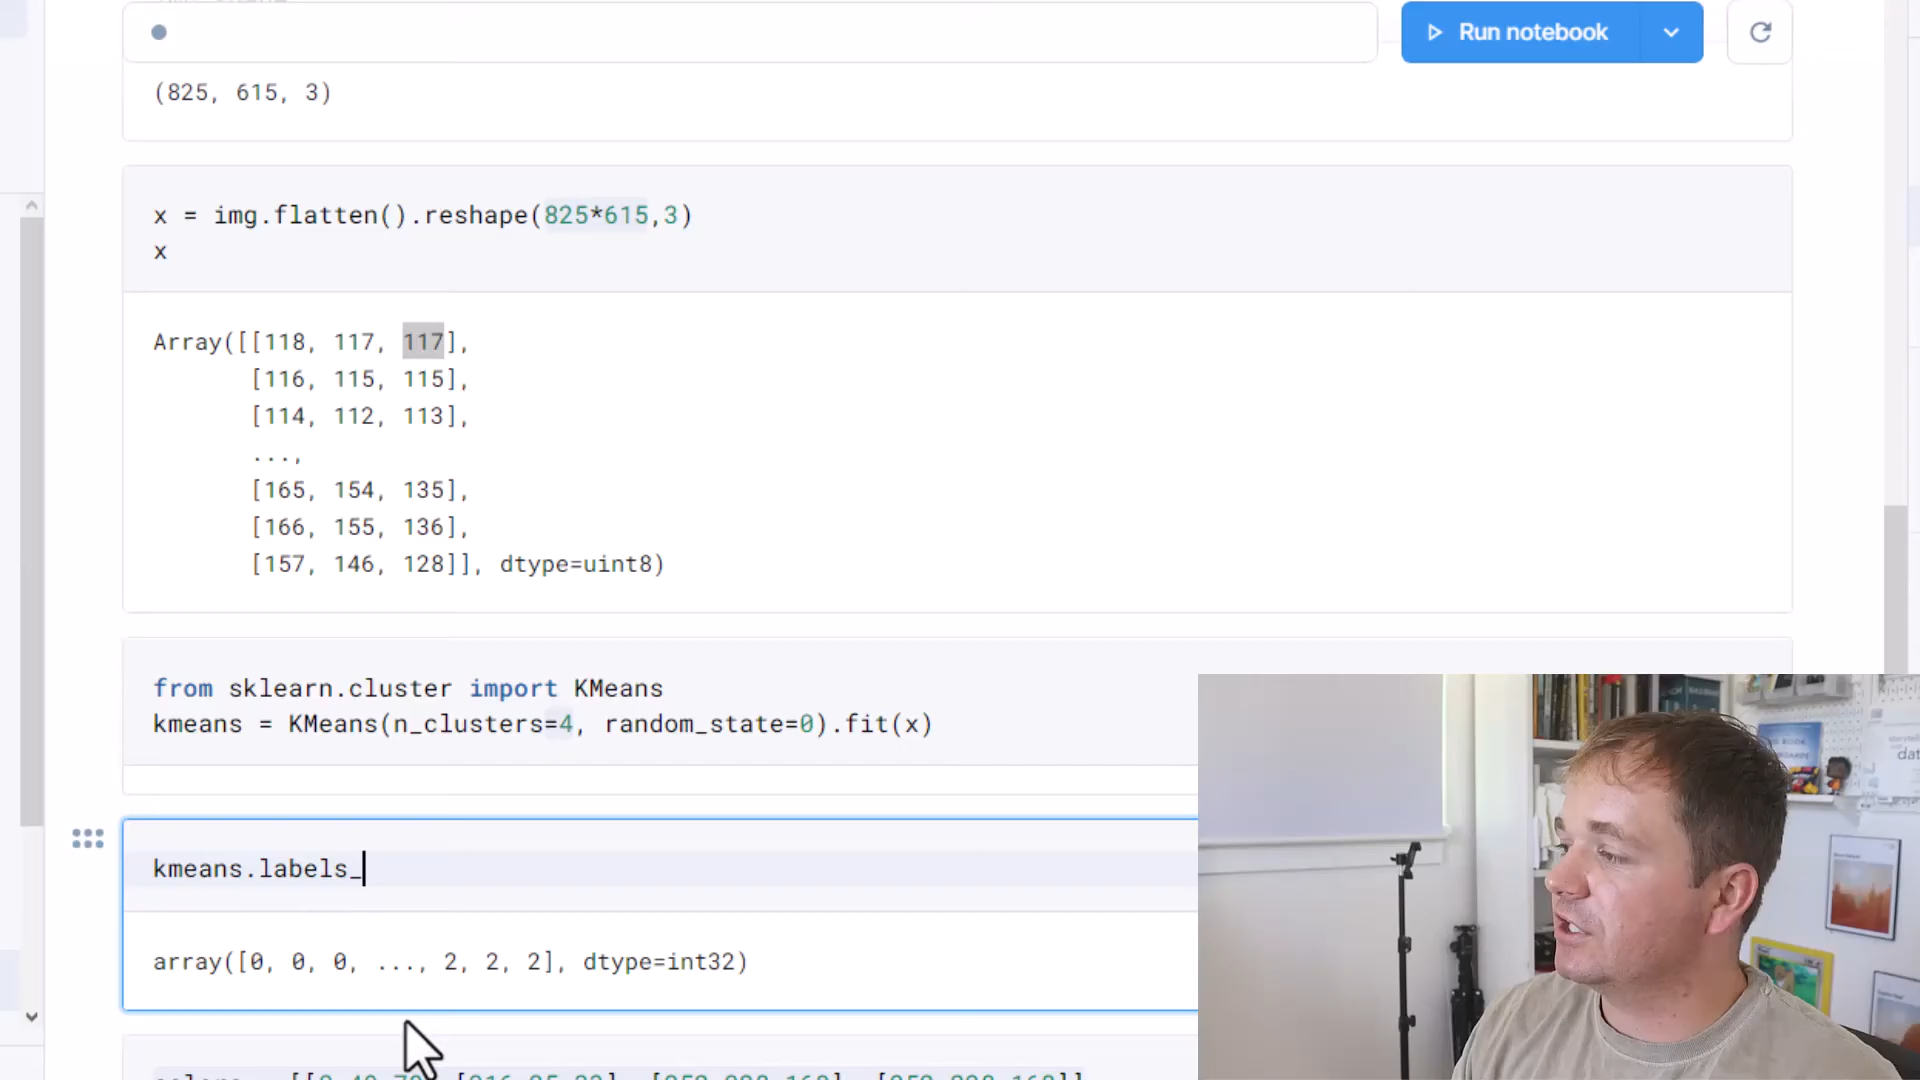 Run notebook
(825, 615, 3)
x = img.flatten().reshape(825*615,3)
x
Array([[118, 117, 117],
[116, 115, 115],
[114, 112, 113],
...,
[165, 154, 135],
[166, 155, 136],
[157, 146, 128]], dtype=uint8)
from sklearn.cluster import KMeans
kmeans = KMeans(n_clusters=4, random_state=0).fit(x)
kmeans.labels_
array([0, 0, 0, ..., 2, 2, 2], dtype=int32)